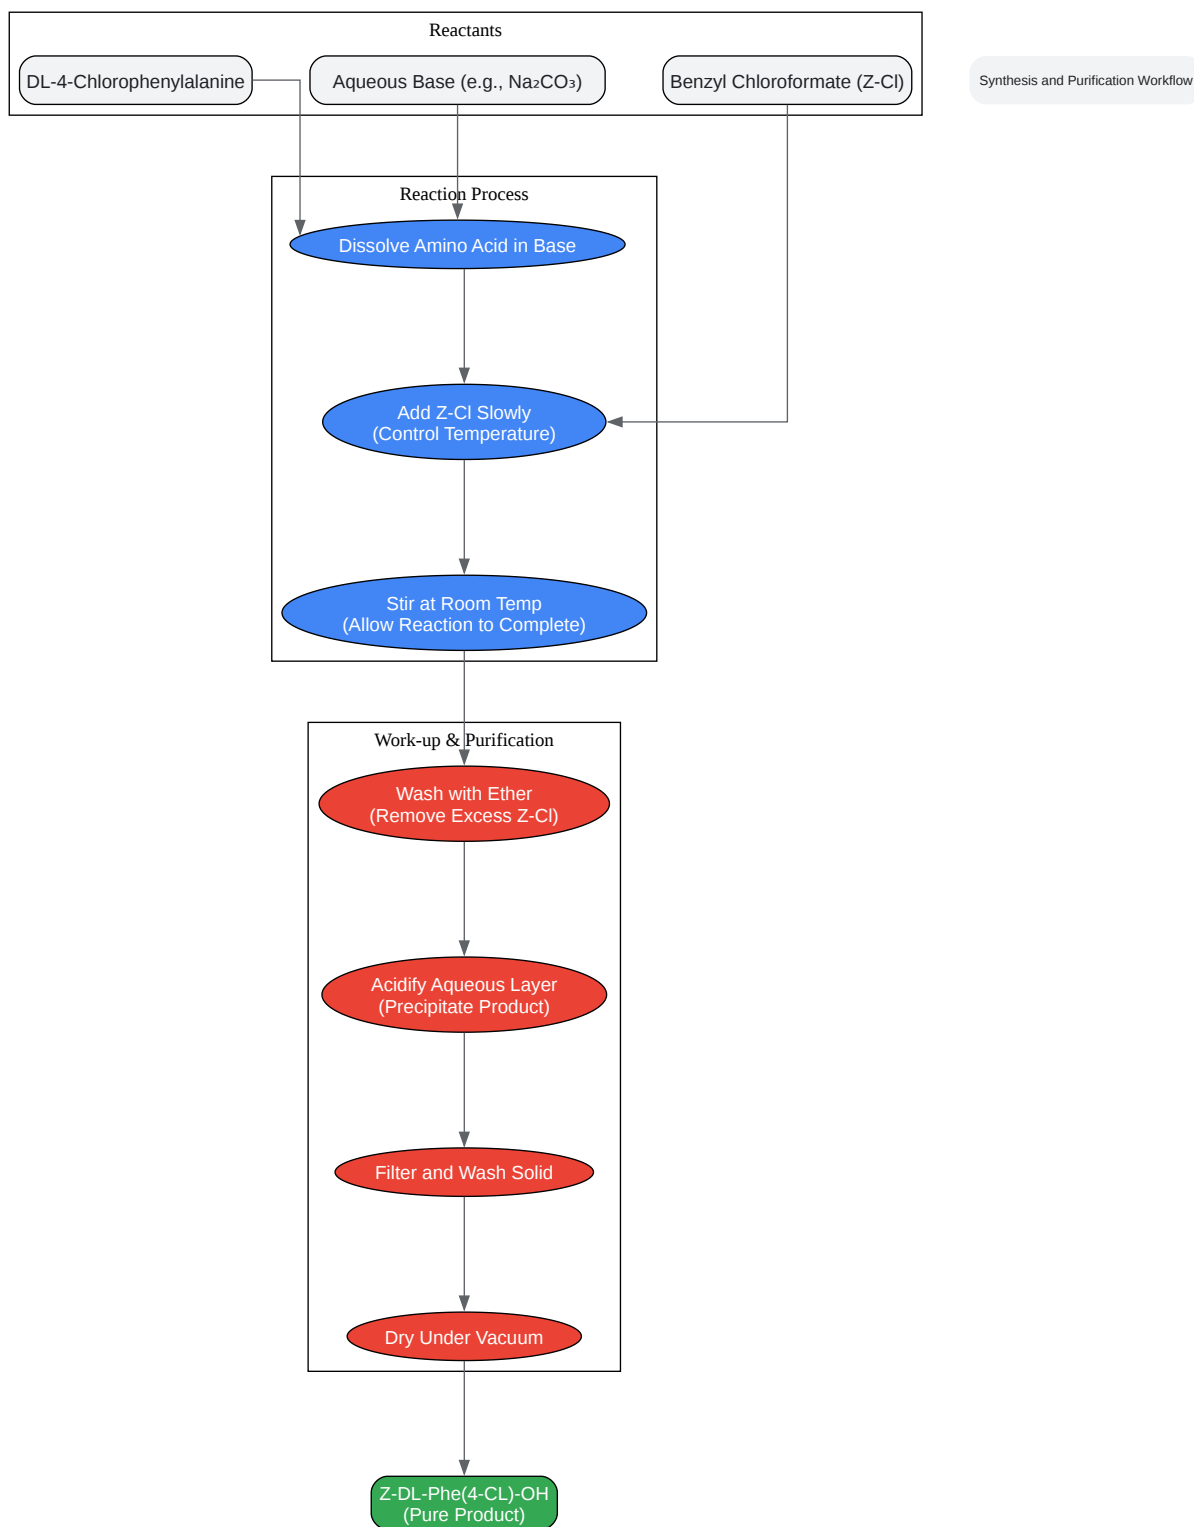 Reactants
DL-4-Chlorophenylalanine
Aqueous Base (e.g., Na₂CO₃)
Benzyl Chloroformate (Z-Cl)
Synthesis and Purification Workflow
Reaction Process
Dissolve Amino Acid in Base
Add Z-Cl Slowly
(Control Temperature)
Stir at Room Temp
(Allow Reaction to Complete)
Work-up & Purification
Wash with Ether
(Remove Excess Z-Cl)
Acidify Aqueous Layer
(Precipitate Product)
Filter and Wash Solid
Dry Under Vacuum
Z-DL-Phe(4-CL)-OH
(Pure Product)